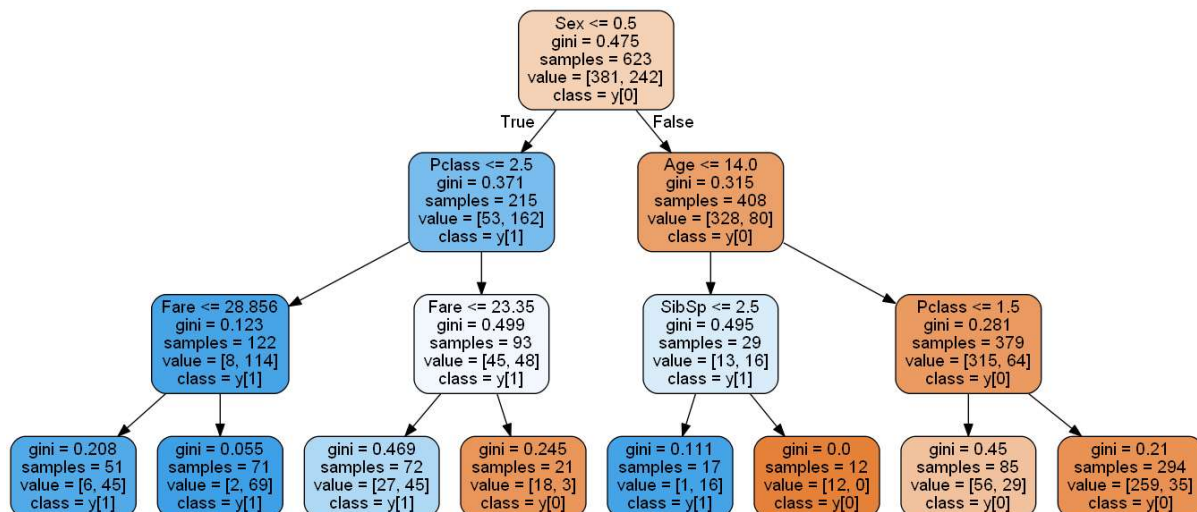 Sex <= 0.5
gini = 0.475
samples = 623
value = [381, 242]
class = y[0]
True
False
Pclass <= 2.5
gini = 0.371
samples = 215
value = [53, 162]
class = y[1]
Age <= 14.0
gini = 0.315
samples = 408
value = [328, 80]
class = y[0]
Fare <= 28.856
gini = 0.123
samples = 122
value = [8, 114]
class = y[1]
Fare <= 23.35
gini = 0.499
samples = 93
value = [45, 48]
class = y[1]
SibSp <= 2.5
gini = 0.495
samples = 29
value = [13, 16]
class = y[1]
Pclass <= 1.5
gini = 0.281
samples = 379
value = [315, 64]
class = y[0]
gini = 0.208
samples = 51
value = [6, 45]
class = y[1]
gini = 0.055
samples = 71
value = [2, 69]
class = y[1]
gini = 0.469
samples = 72
value = [27, 45]
class = y[1]
gini = 0.245
samples = 21
value = [18, 3]
class = y[0]
gini = 0.111
samples = 17
value = [1, 16]
class = y[1]
gini = 0.0
samples = 12
value = [12, 0]
class = y[0]
gini = 0.45
samples = 85
value = [56, 29]
class = y[0]
gini = 0.21
samples = 294
value = [259, 35]
class = y[0]